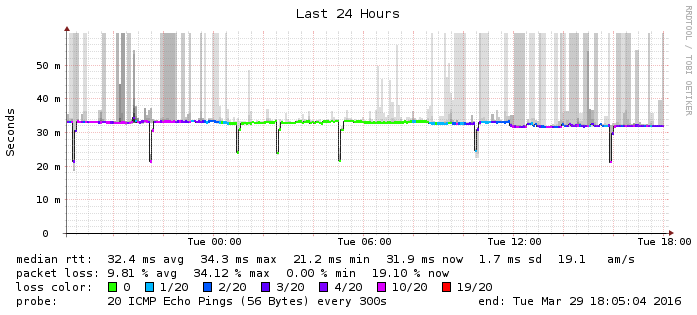 Last 24 Hours
RRDTOOL / TOBI OETIKER
Seconds
50 m
40 m
30 m
20 m
10 m
0
Tue 00:00 Tue 06:00 Tue 12:00 Tue 18:00
median rtt: 32.4 ms avg 34.3 ms max 21.2 ms min 31.9 ms now 1.7 ms sd 19.1 am/s
packet loss: 9.81 % avg 34.12 % max 0.00 % min 19.10 % now
loss color: 0 1/20 2/20 3/20 4/20 10/20 19/20
probe: 20 ICMP Echo Pings (56 Bytes) every 300s end: Tue Mar 29 18:05:04 2016